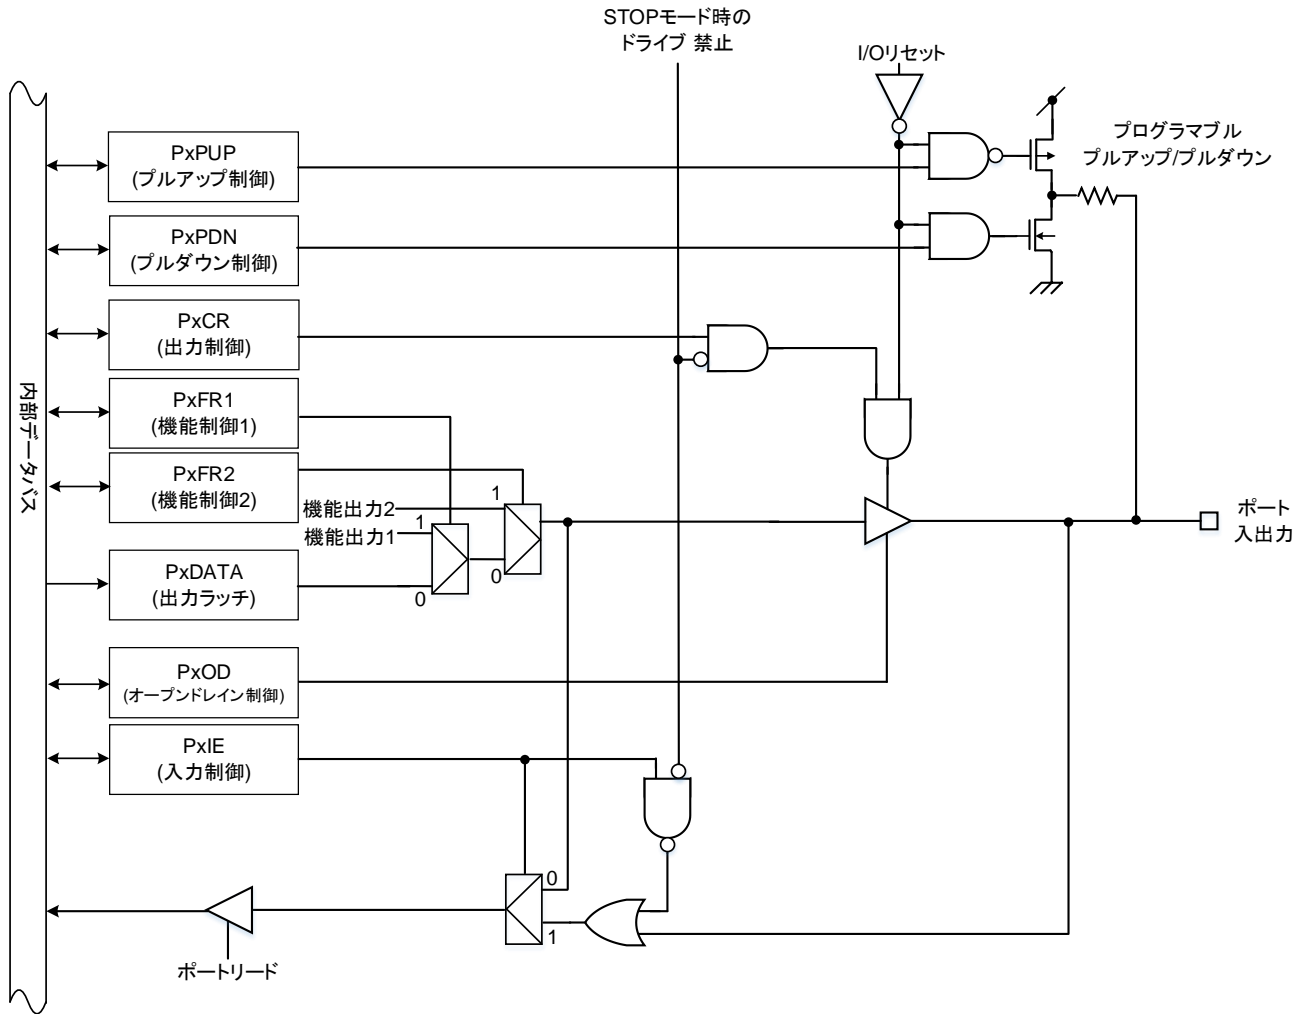 STOPモード時の
ドライブ 禁止
I/Oリセット
プログラマブル
プルアップ/プルダウン
PxPUP
(プルアップ制御)
PxPDN
(プルダウン制御)
PxCR
(出力制御)
内部データバス
PxFR1
(機能制御1)
PxFR2
(機能制御2)
機能出力2
1
機能出力1
1
0
0
ポート
入出力
PxDATA
(出力ラッチ)
PxOD
(オープンドレイン制御)
PxIE
(入力制御)
0
1
ポートリード